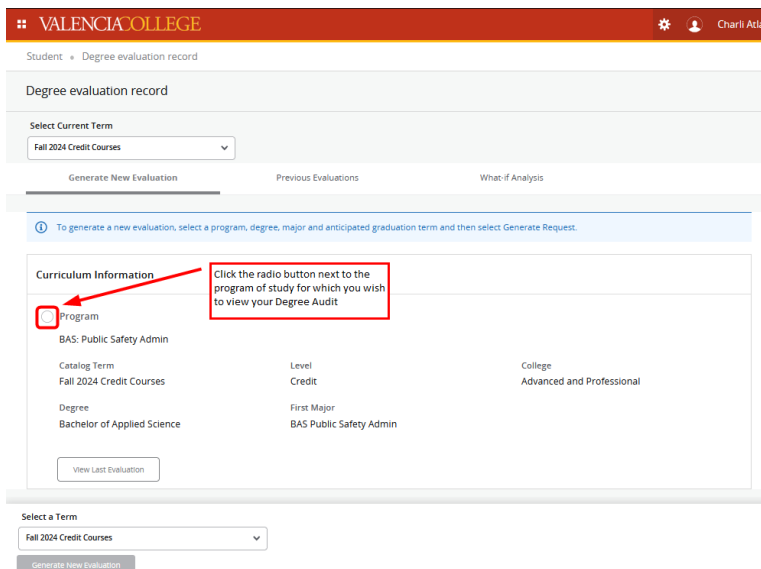 VALENCIACOLLEGE
Charli Atla
Student • Degree evaluation record
Degree evaluation record
Select Current Term
Fall 2024 Credit Courses
Generate New Evaluation Previous Evaluations What-if Analysis
To generate a new evaluation, select a program, degree, major and anticipated graduation term and then select Generate Request.
Curriculum Information
Click the radio button next to the
program of study for which you wish
to view your Degree Audit
Program
BAS: Public Safety Admin
Catalog Term Level College
Fall 2024 Credit Courses Credit Advanced and Professional
Degree First Major
Bachelor of Applied Science BAS Public Safety Admin
View Last Evaluation
Select a Term
Fall 2024 Credit Courses
Generate New Evaluation